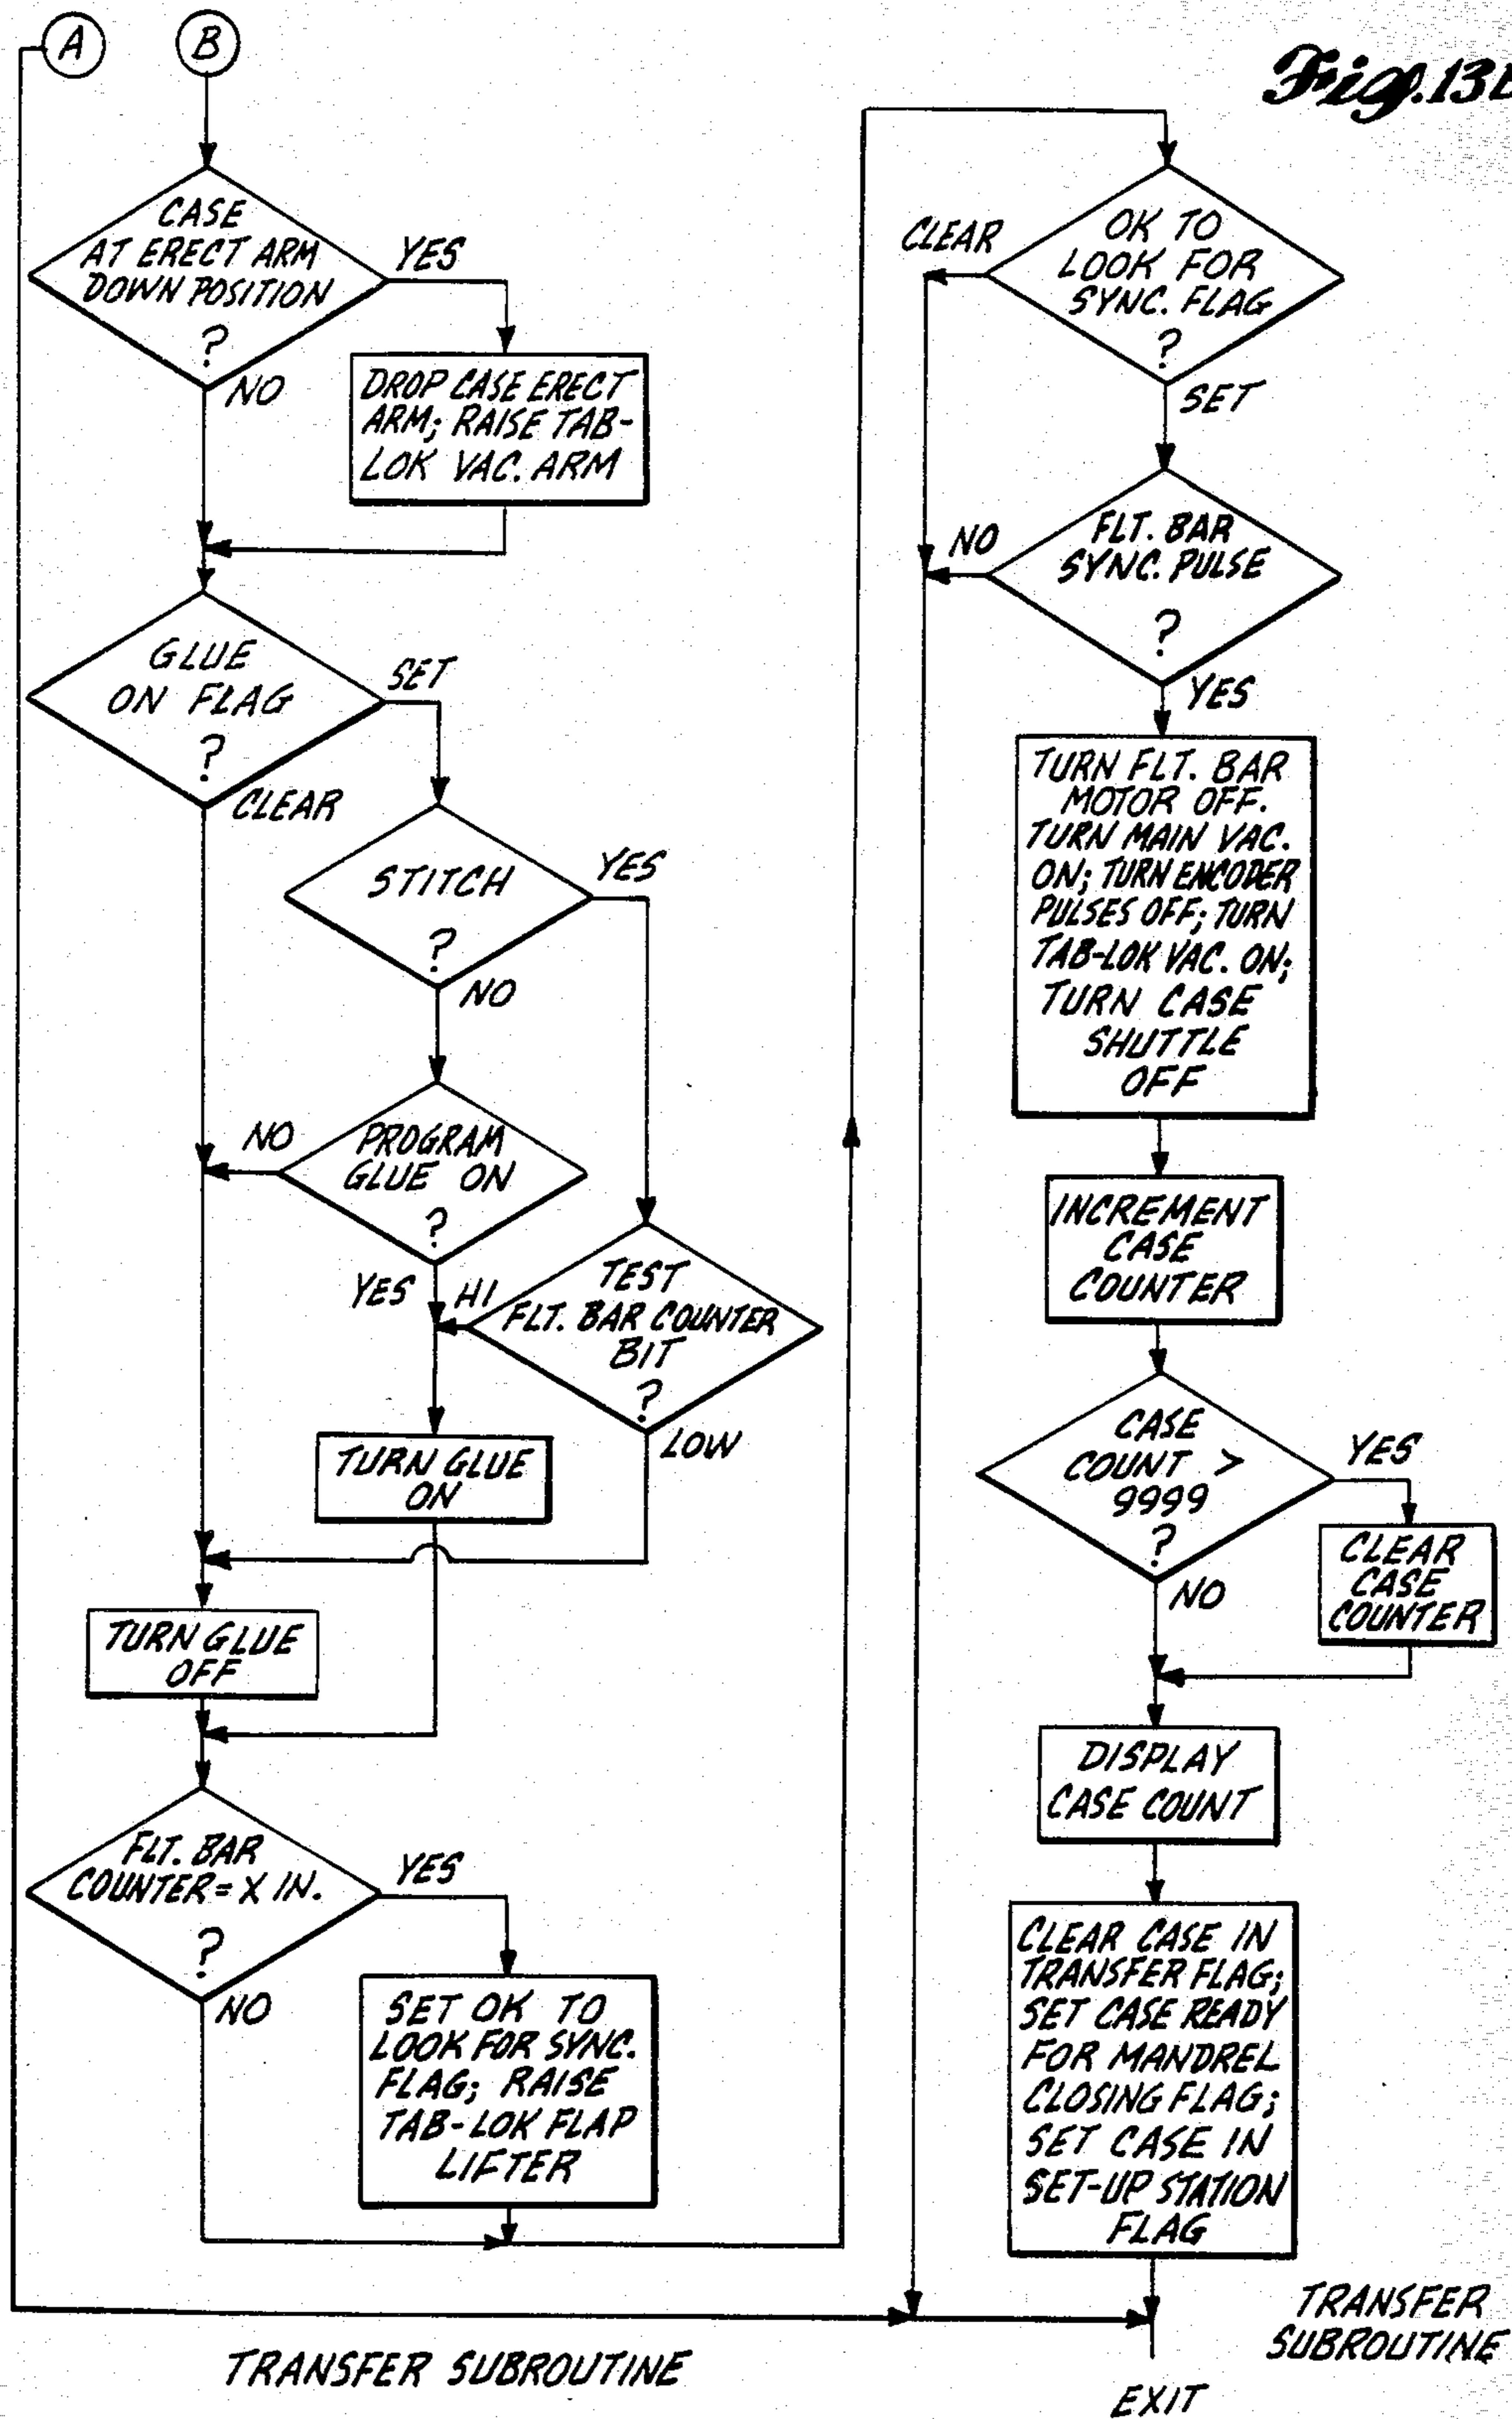 A
B
Fig. 13b
CASE
AT ERECT ARM
DOWN POSITION
?
YES
NO
DROP CASE ERECT
ARM; RAISE TAB-
LOK VAC. ARM
GLUE
ON FLAG
?
SET
CLEAR
STITCH
?
YES
NO
PROGRAM
GLUE ON
?
NO
YES
HI
TEST
FLT. BAR COUNTER
BIT
?
LOW
TURN GLUE
ON
TURN GLUE
OFF
FLT. BAR
COUNTER = X IN.
?
YES
NO
SET OK TO
LOOK FOR SYNC.
FLAG; RAISE
TAB-LOK FLAP
LIFTER
TRANSFER SUBROUTINE
OK TO
LOOK FOR
SYNC. FLAG
?
CLEAR
SET
FLT. BAR
SYNC. PULSE
?
NO
YES
TURN FLT. BAR
MOTOR OFF.
TURN MAIN VAC.
ON; TURN ENCODER
PULSES OFF; TURN
TAB-LOK VAC. ON;
TURN CASE
SHUTTLE
OFF
INCREMENT
CASE
COUNTER
CASE
COUNT >
9999
?
YES
NO
CLEAR
CASE
COUNTER
DISPLAY
CASE COUNT
CLEAR CASE IN
TRANSFER FLAG;
SET CASE READY
FOR MANDREL
CLOSING FLAG;
SET CASE IN
SET-UP STATION
FLAG
TRANSFER
SUBROUTINE
EXIT